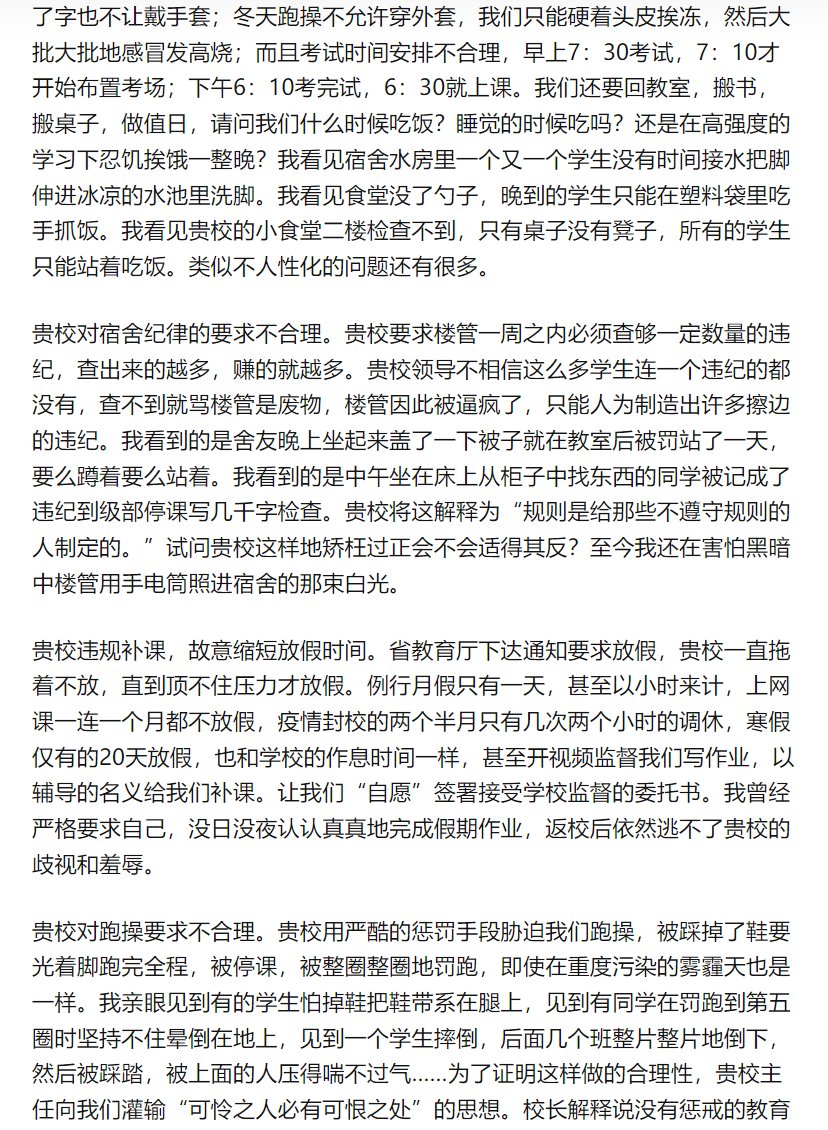 了字也不让戴手套；冬天跑操不允许穿外套，我们只能硬着头皮挨冻，然后大
批大批地感冒发高烧；而且考试时间安排不合理，早上7：30考试，7：10才
开始布置考场；下午6：10考完试，6：30就上课。我们还要回教室，搬书，
搬桌子，做值日，请问我们什么时候吃饭？睡觉的时候吃吗？还是在高强度的
学习下忍饥挨饿一整晚？我看见宿舍水房里一个又一个学生没有时间接水把脚
伸进冰凉的水池里洗脚。我看见食堂没了勺子，晚到的学生只能在塑料袋里吃
手抓饭。我看见贵校的小食堂二楼检查不到，只有桌子没有凳子，所有的学生
只能站着吃饭。类似不人性化的问题还有很多。
贵校对宿舍纪律的要求不合理。贵校要求楼管一周之内必须查够一定数量的违
纪，查出来的越多，赚的就越多。贵校领导不相信这么多学生连一个违纪的都
没有，查不到就骂楼管是废物，楼管因此被逼疯了，只能人为制造出许多擦边
的违纪。我看到的是舍友晚上坐起来盖了一下被子就在教室后被罚站了一天，
要么蹲着要么站着。我看到的是中午坐在床上从柜子中找东西的同学被记成了
违纪到级部停课写几千字检查。贵校将这解释为“规则是给那些不遵守规则的
人制定的。”试问贵校这样地矫枉过正会不会适得其反？至今我还在害怕黑暗
中楼管用手电筒照进宿舍的那束白光。
贵校违规补课，故意缩短放假时间。省教育厅下达通知要求放假，贵校一直拖
着不放，直到顶不住压力才放假。例行月假只有一天，甚至以小时来计，上网
课一连一个月都不放假，疫情封校的两个半月只有几次两个小时的调休，寒假
仅有的20天放假，也和学校的作息时间一样，甚至开视频监督我们写作业，以
辅导的名义给我们补课。让我们“自愿”签署接受学校监督的委托书。我曾经
严格要求自己，没日没夜认认真真地完成假期作业，返校后依然逃不了贵校的
歧视和羞辱。
贵校对跑操要求不合理。贵校用严酷的惩罚手段胁迫我们跑操，被踩掉了鞋要
光着脚跑完全程，被停课，被整圈整圈地罚跑，即使在重度污染的雾霾天也是
一样。我亲眼见到有的学生怕掉鞋把鞋带系在腿上，见到有同学在罚跑到第五
圈时坚持不住晕倒在地上，见到一个学生摔倒，后面几个班整片整片地倒下，
然后被踩踏，被上面的人压得喘不过气......为了证明这样做的合理性，贵校主
任向我们灌输“可怜之人必有可恨之处”的思想。校长解释说没有惩戒的教育